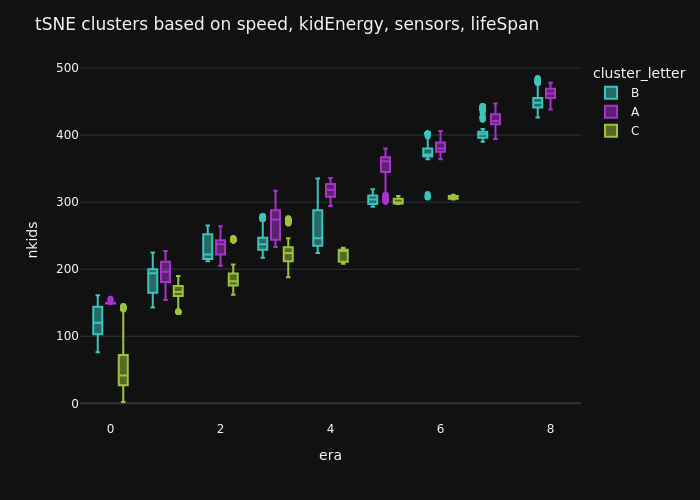 tSNE clusters based on speed, kidEnergy, sensors, lifeSpan
cluster_letter
B
A
C
500
400
300
200
100
0
nkids
0 2 4 6 8
era